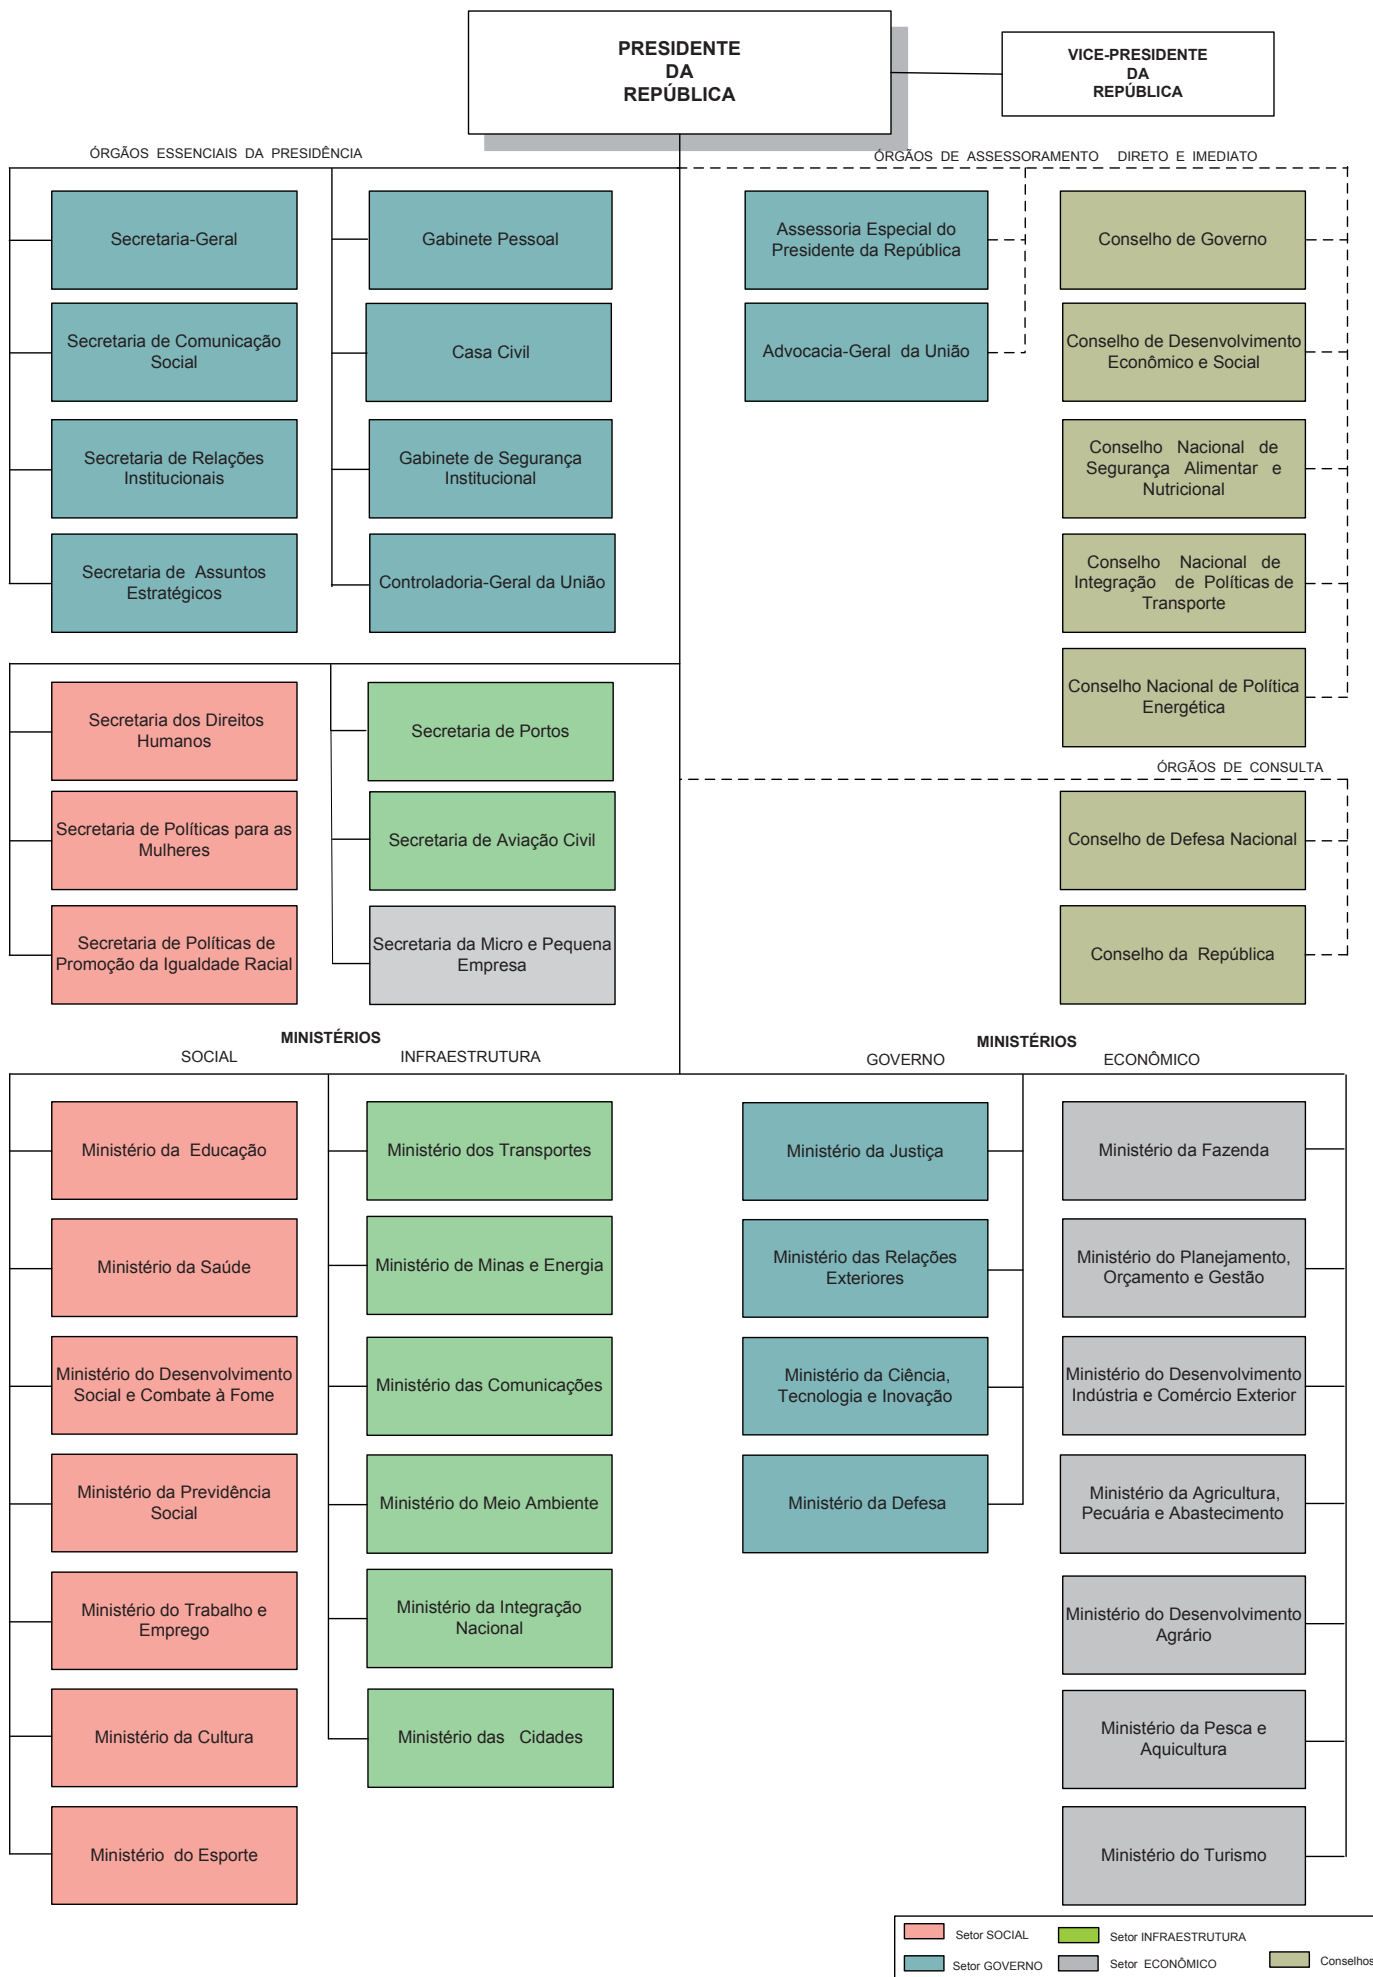 PRESIDENTE
DA
REPÚBLICA
VICE-PRESIDENTE
DA
REPÚBLICA
ÓRGÃOS ESSENCIAIS DA PRESIDÊNCIA
ÓRGÃOS DE ASSESSORAMENTO DIRETO E IMEDIATO
Secretaria-Geral
Gabinete Pessoal
Assessoria Especial do
Presidente da República
Conselho de Governo
Secretaria de Comunicação
Social
Casa Civil
Advocacia-Geral da União
Conselho de Desenvolvimento
Econômico e Social
Secretaria de Relações
Institucionais
Gabinete de Segurança
Institucional
Conselho Nacional de
Segurança Alimentar e
Nutricional
Secretaria de Assuntos
Estratégicos
Controladoria-Geral da União
Conselho Nacional de
Integração de Políticas de
Transporte
Secretaria dos Direitos
Humanos
Secretaria de Portos
Conselho Nacional de Política
Energética
ÓRGÃOS DE CONSULTA
Secretaria de Políticas para as
Mulheres
Secretaria de Aviação Civil
Conselho de Defesa Nacional
Secretaria de Políticas de
Promoção da Igualdade Racial
Secretaria da Micro e Pequena
Empresa
Conselho da República
MINISTÉRIOS
SOCIAL
INFRAESTRUTURA
MINISTÉRIOS
GOVERNO
ECONÔMICO
Ministério da Educação
Ministério dos Transportes
Ministério da Justiça
Ministério da Fazenda
Ministério da Saúde
Ministério de Minas e Energia
Ministério das Relações
Exteriores
Ministério do Planejamento,
Orçamento e Gestão
Ministério do Desenvolvimento
Social e Combate à Fome
Ministério das Comunicações
Ministério da Ciência,
Tecnologia e Inovação
Ministério do Desenvolvimento
Indústria e Comércio Exterior
Ministério da Previdência
Social
Ministério do Meio Ambiente
Ministério da Defesa
Ministério da Agricultura,
Pecuária e Abastecimento
Ministério do Trabalho e
Emprego
Ministério da Integração
Nacional
Ministério do Desenvolvimento
Agrário
Ministério da Cultura
Ministério das Cidades
Ministério da Pesca e
Aquicultura
Ministério do Esporte
Ministério do Turismo
Setor SOCIAL
Setor INFRAESTRUTURA
Setor GOVERNO
Setor ECONÔMICO
Conselhos